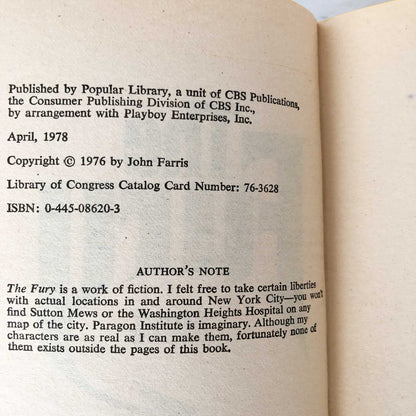 Published by Popular Library, a unit of CBS Publications,
the Consumer Publishing Division of CBS Inc.,
by arrangement with Playboy Enterprises, Inc.
April, 1978
Copyright © 1976 by John Farris
Library of Congress Catalog Card Number: 76-3628
ISBN: 0-445-08620-3
AUTHOR'S NOTE
The Fury is a work of fiction. I felt free to take certain liberties
with actual locations in and around New York City—you won't
find Sutton Mews or the Washington Heights Hospital on any
map of the city. Paragon Institute is imaginary. Although my
characters are as real as I can make them, fortunately none of
them exists outside the pages of this book.